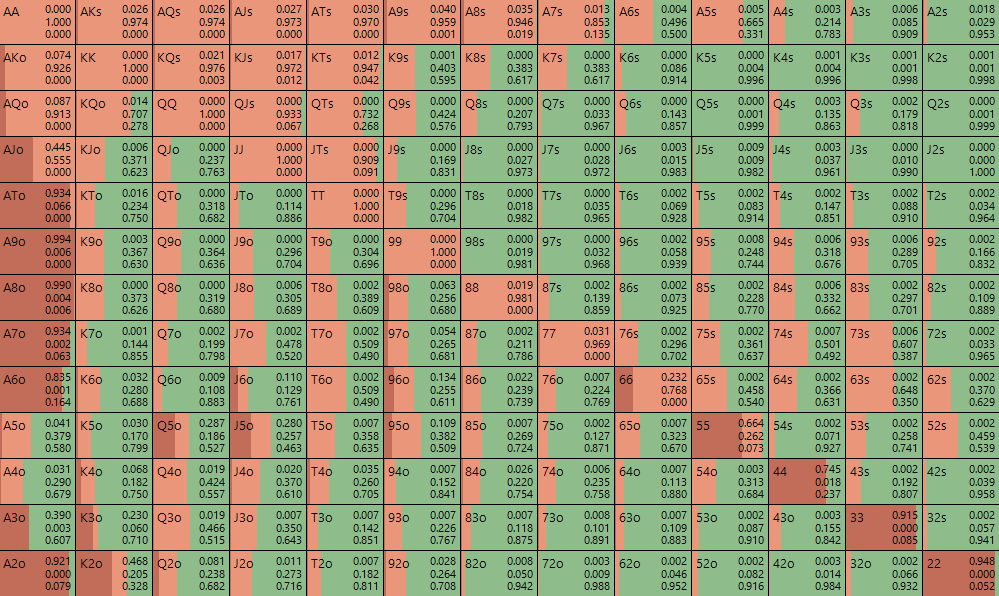 AA 0.000 AKs 0.026 AQs 0.026 AJs 0.027 ATs 0.030 A9s 0.040 A8s 0.035 A7s 0.013 A6s 0.004 A5s 0.005 A4s 0.003 A3s 0.006 A2s 0.018
1.000 0.974 0.974 0.973 0.970 0.959 0.946 0.853 0.496 0.665 0.214 0.085 0.029
0.000 0.000 0.000 0.000 0.000 0.001 0.019 0.135 0.500 0.331 0.783 0.909 0.953
AKo 0.074 KK 0.000 KQs 0.021 KJs 0.017 KTs 0.012 K9s 0.001 K8s 0.000 K7s 0.000 K6s 0.000 K5s 0.001 K4s 0.001 K3s 0.001 K2s 0.001
0.926 1.000 0.976 0.972 0.947 0.403 0.383 0.383 0.086 0.004 0.004 0.001 0.001
0.000 0.000 0.003 0.012 0.042 0.595 0.617 0.617 0.914 0.996 0.996 0.998 0.998
AQo 0.087 KQo 0.014 QQ 0.000 QJs 0.000 QTs 0.000 Q9s 0.000 Q8s 0.000 Q7s 0.000 Q6s 0.000 Q5s 0.000 Q4s 0.003 Q3s 0.002 Q2s 0.000
0.913 0.707 1.000 0.933 0.732 0.424 0.207 0.033 0.143 0.001 0.135 0.179 0.001
0.000 0.278 0.000 0.067 0.268 0.576 0.793 0.967 0.857 0.999 0.863 0.818 0.999
AJo 0.445 KJo 0.006 QJo 0.000 JJ 0.000 JTs 0.000 J9s 0.000 J8s 0.000 J7s 0.000 J6s 0.003 J5s 0.009 J4s 0.003 J3s 0.000 J2s 0.000
0.555 0.371 0.237 1.000 0.909 0.169 0.027 0.028 0.015 0.009 0.037 0.010 0.000
0.000 0.623 0.763 0.000 0.091 0.831 0.973 0.972 0.983 0.982 0.961 0.990 1.000
ATo 0.934 KTo 0.016 QTo 0.000 JTo 0.000 TT 0.000 T9s 0.000 T8s 0.000 T7s 0.000 T6s 0.002 T5s 0.002 T4s 0.002 T3s 0.002 T2s 0.002
0.066 0.234 0.318 0.114 1.000 0.296 0.018 0.035 0.069 0.083 0.147 0.088 0.034
0.000 0.750 0.682 0.886 0.000 0.704 0.982 0.965 0.928 0.914 0.851 0.910 0.964
A9o 0.994 K9o 0.003 Q9o 0.000 J9o 0.000 T9o 0.000 99 0.000 98s 0.000 97s 0.000 96s 0.002 95s 0.008 94s 0.006 93s 0.006 92s 0.002
0.006 0.367 0.364 0.296 0.304 1.000 0.019 0.032 0.058 0.248 0.318 0.289 0.166
0.000 0.630 0.636 0.704 0.696 0.000 0.981 0.968 0.939 0.744 0.676 0.705 0.832
A8o 0.990 K8o 0.000 Q8o 0.000 J8o 0.006 T8o 0.002 98o 0.063 88 0.019 87s 0.002 86s 0.002 85s 0.002 84s 0.006 83s 0.002 82s 0.002
0.004 0.373 0.319 0.305 0.389 0.256 0.981 0.139 0.073 0.228 0.332 0.297 0.109
0.006 0.626 0.680 0.689 0.609 0.680 0.000 0.859 0.925 0.770 0.662 0.701 0.889
A7o 0.934 K7o 0.001 Q7o 0.002 J7o 0.002 T7o 0.002 97o 0.054 87o 0.002 77 0.031 76s 0.002 75s 0.002 74s 0.007 73s 0.006 72s 0.002
0.002 0.144 0.199 0.478 0.509 0.265 0.211 0.969 0.296 0.361 0.501 0.607 0.033
0.063 0.855 0.798 0.520 0.490 0.681 0.786 0.000 0.702 0.637 0.492 0.387 0.965
A6o 0.835 K6o 0.032 Q6o 0.009 J6o 0.110 T6o 0.002 96o 0.134 86o 0.022 76o 0.007 66 0.232 65s 0.002 64s 0.002 63s 0.002 62s 0.002
0.001 0.280 0.108 0.129 0.509 0.255 0.239 0.224 0.768 0.458 0.366 0.648 0.370
0.164 0.688 0.883 0.761 0.490 0.611 0.739 0.769 0.000 0.540 0.631 0.350 0.629
A5o 0.041 K5o 0.030 Q5o 0.287 J5o 0.280 T5o 0.007 95o 0.109 85o 0.007 75o 0.002 65o 0.007 55 0.664 54s 0.002 53s 0.002 52s 0.002
0.379 0.170 0.186 0.257 0.358 0.382 0.269 0.127 0.323 0.262 0.071 0.258 0.459
0.580 0.799 0.527 0.463 0.635 0.509 0.724 0.871 0.670 0.073 0.927 0.741 0.539
A4o 0.031 K4o 0.068 Q4o 0.019 J4o 0.020 T4o 0.035 94o 0.007 84o 0.026 74o 0.006 64o 0.007 54o 0.003 44 0.745 43s 0.002 42s 0.002
0.290 0.182 0.424 0.370 0.260 0.152 0.220 0.235 0.113 0.313 0.018 0.192 0.039
0.679 0.750 0.557 0.610 0.705 0.841 0.754 0.758 0.880 0.684 0.237 0.807 0.958
A3o 0.390 K3o 0.230 Q3o 0.019 J3o 0.007 T3o 0.007 93o 0.007 83o 0.007 73o 0.008 63o 0.007 53o 0.002 43o 0.003 33 0.915 32s 0.002
0.003 0.060 0.466 0.350 0.142 0.226 0.118 0.101 0.109 0.087 0.155 0.000 0.057
0.607 0.710 0.515 0.643 0.851 0.767 0.875 0.891 0.883 0.910 0.842 0.085 0.941
A2o 0.921 K2o 0.468 Q2o 0.081 J2o 0.011 T2o 0.007 92o 0.028 82o 0.008 72o 0.003 62o 0.002 52o 0.002 42o 0.003 32o 0.002 22 0.948
0.000 0.205 0.238 0.273 0.182 0.264 0.050 0.009 0.046 0.084 0.014 0.066 0.000
0.079 0.328 0.682 0.716 0.811 0.708 0.942 0.988 0.952 0.916 0.984 0.932 0.052